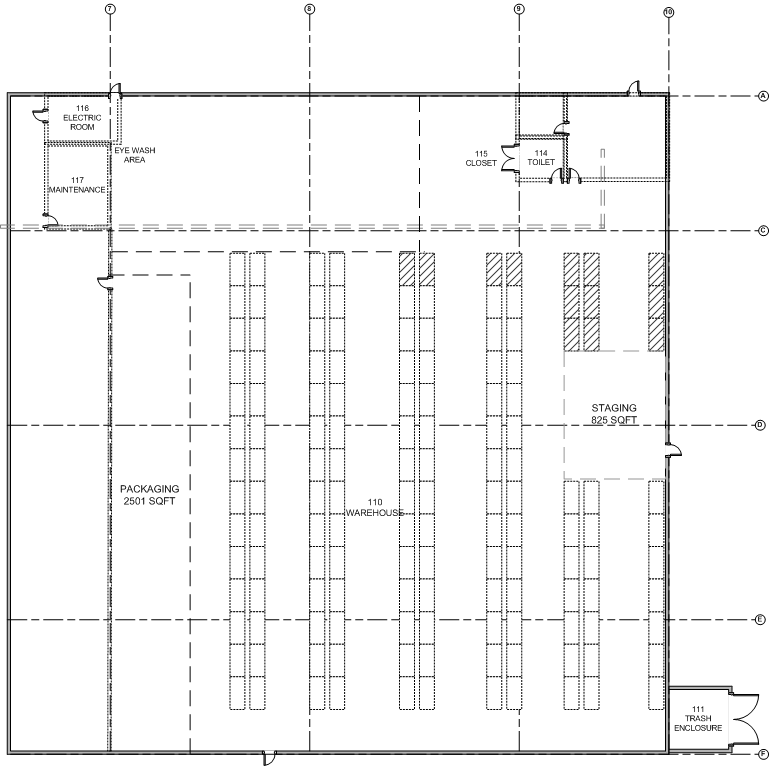 7
8
9
10
A
116
ELECTRIC
ROOM
EYE WASH
AREA
115
CLOSET
114
TOILET
117
MAINTENANCE
C
STAGING
825 SQFT
D
PACKAGING
2501 SQFT
110
WAREHOUSE
E
111
TRASH
ENCLOSURE
F